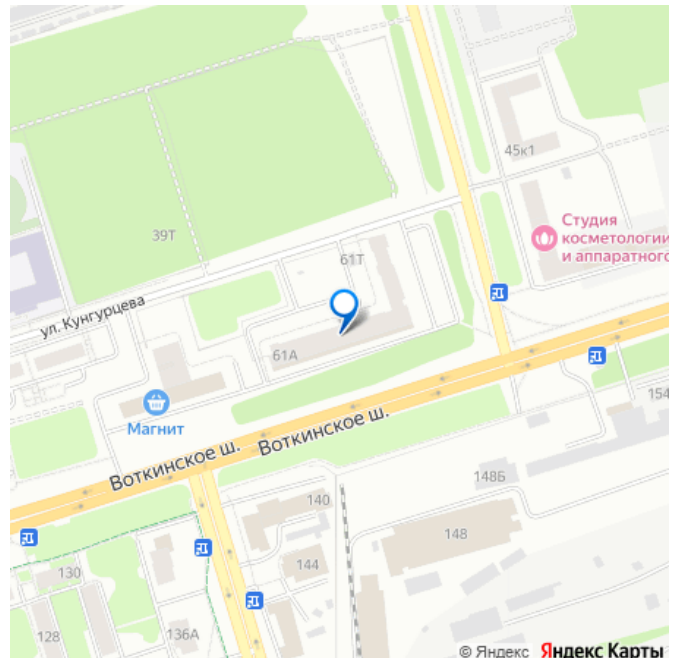 45к1
Студия
косметологии
и аппаратного
39Т
61Т
ул. Кунгурцева
61А
Магнит
Воткинское ш.
Воткинское ш.
154
148Б
140
148
144
130
128
136А
© Яндекс Яндекс Карты